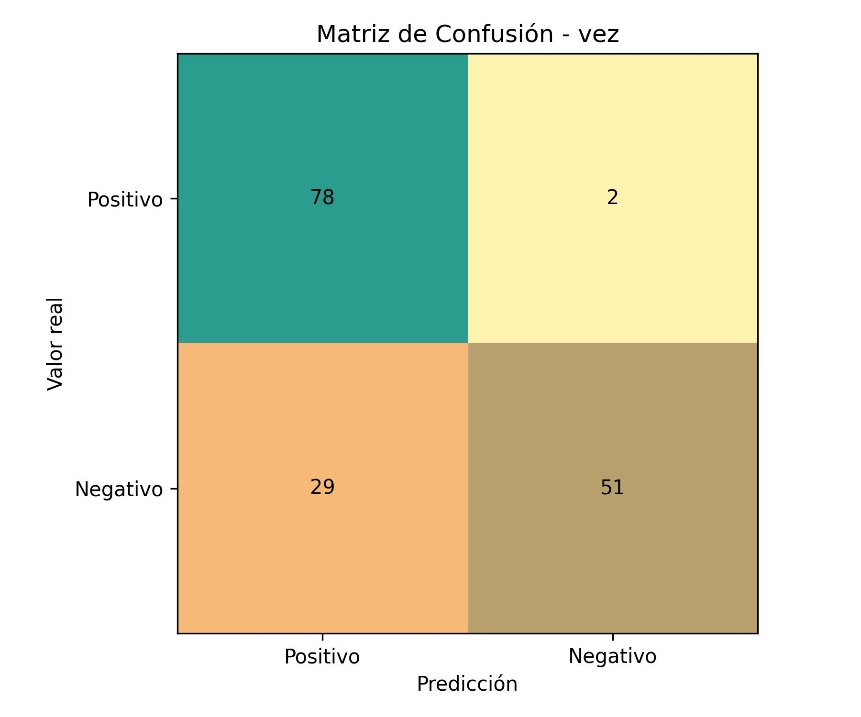 Matriz de Confusión - vez
Positivo
78
2
Valor real
Negativo
29
51
Positivo
Negativo
Predicción